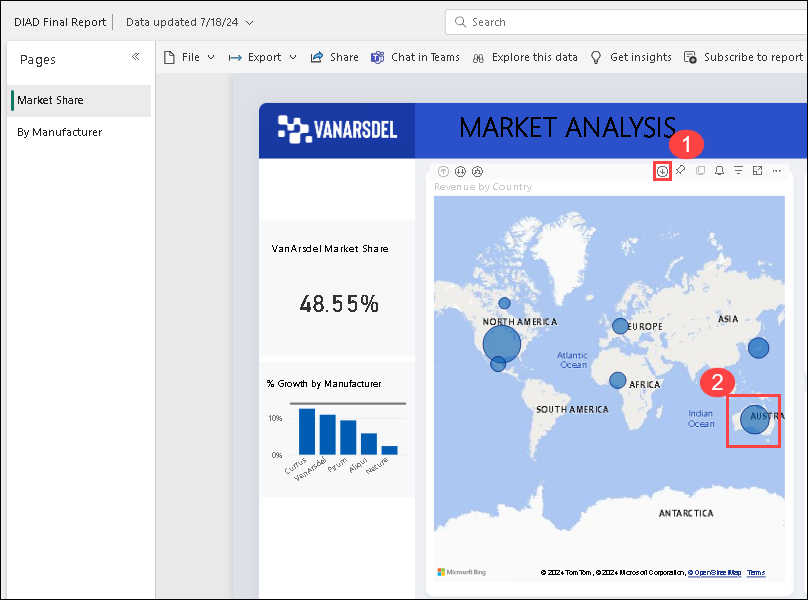 DIAD Final Report
Data updated 7/18/24
Search
Pages
File
Export
Share
Chat in Teams
Explore this data
Get insights
Subscribe to report
Market Share
By Manufacturer
VANARSDEL
MARKET ANALYSIS
1
Revenue by Country
VanArsdel Market Share
48.55%
NORTH AMERICA
EUROPE
ASIA
Atlantic
Ocean
AFRICA
SOUTH AMERICA
2
Indian
Ocean
AUSTRA
ANTARCTICA
% Growth by Manufacturer
10%
0%
Currus
VanArsdel
Pirum
Aliqui
Natura
Microsoft Bing
© 2024 TomTom, © 2024 Microsoft Corporation, © OpenStreetMap Terms